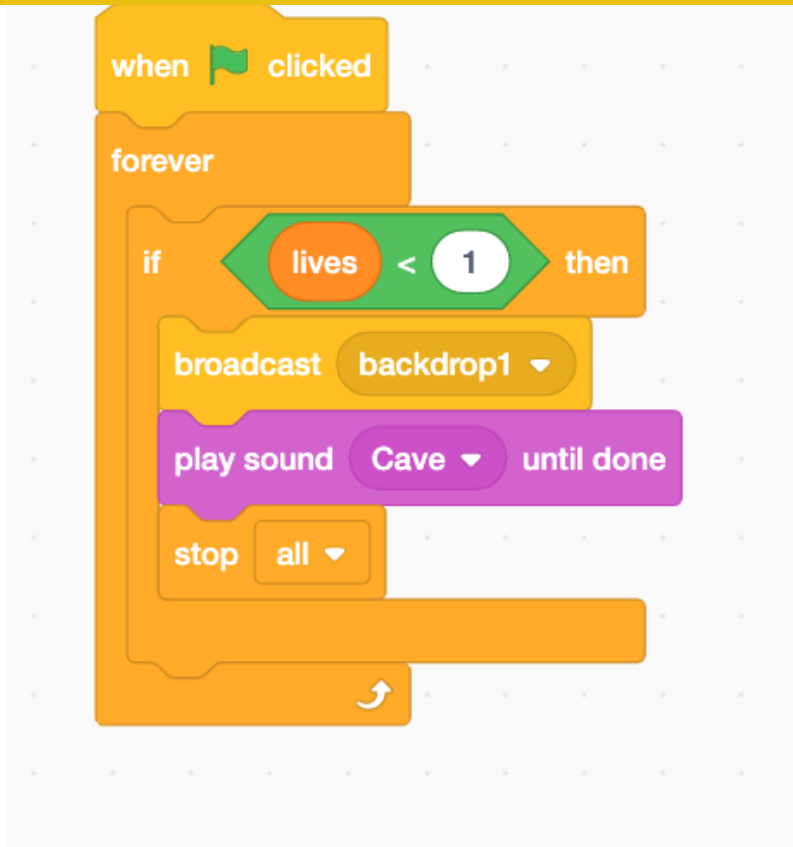 when clicked
forever
if lives < 1 then
broadcast backdrop1
play sound Cave until done
stop all